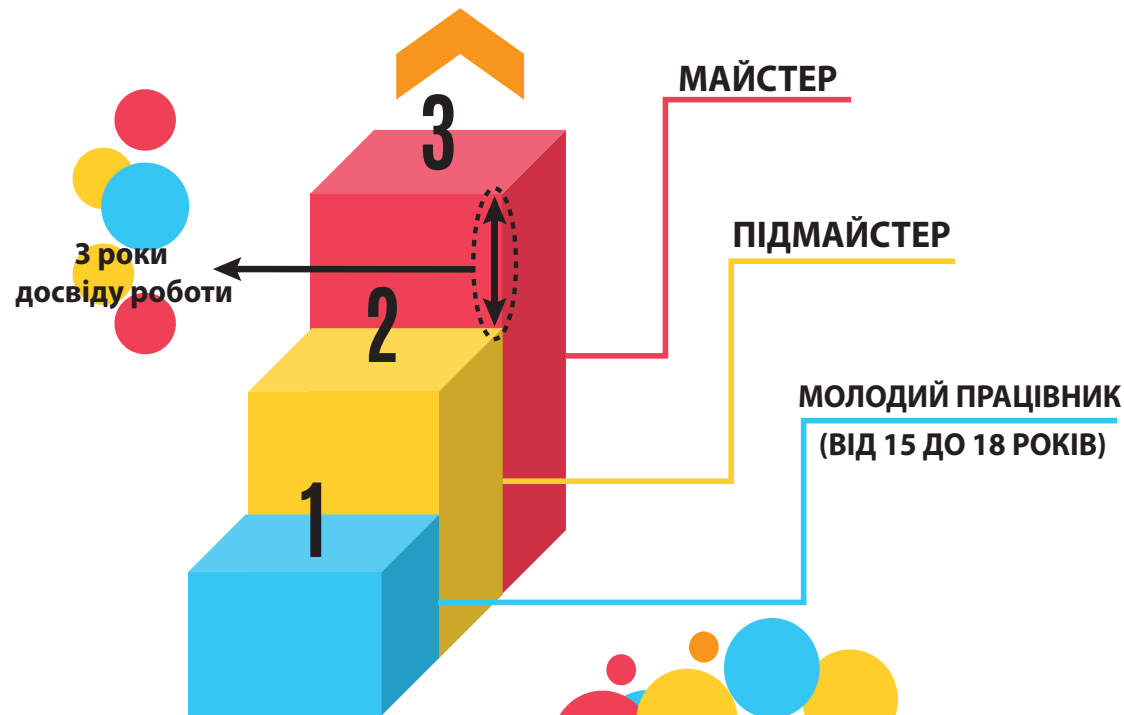 3
МАЙСТЕР
ПІДМАЙСТЕР
3 роки
досвіду роботи
2
МОЛОДИЙ ПРАЦІВНИК
(ВІД 15 ДО 18 РОКІВ)
1